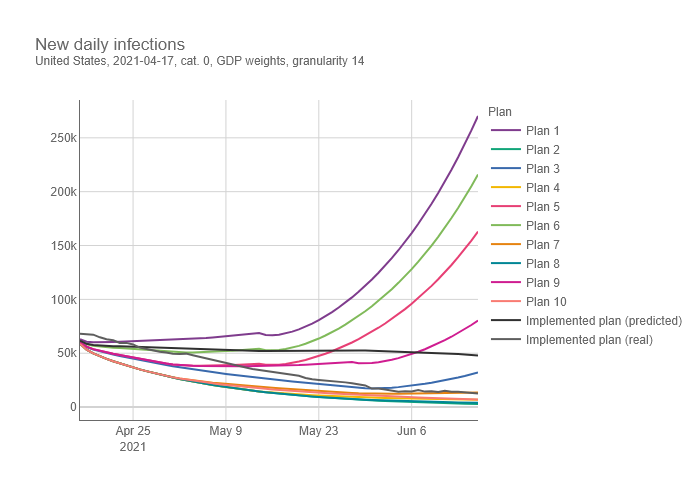 New daily infections
United States, 2021-04-17, cat. 0, GDP weights, granularity 14
Plan
Plan 1
Plan 2
Plan 3
Plan 4
Plan 5
Plan 6
Plan 7
Plan 8
Plan 9
Plan 10
Implemented plan (predicted)
Implemented plan (real)
250k
200k
150k
100k
50k
0
Apr 25
2021
May 9
May 23
Jun 6